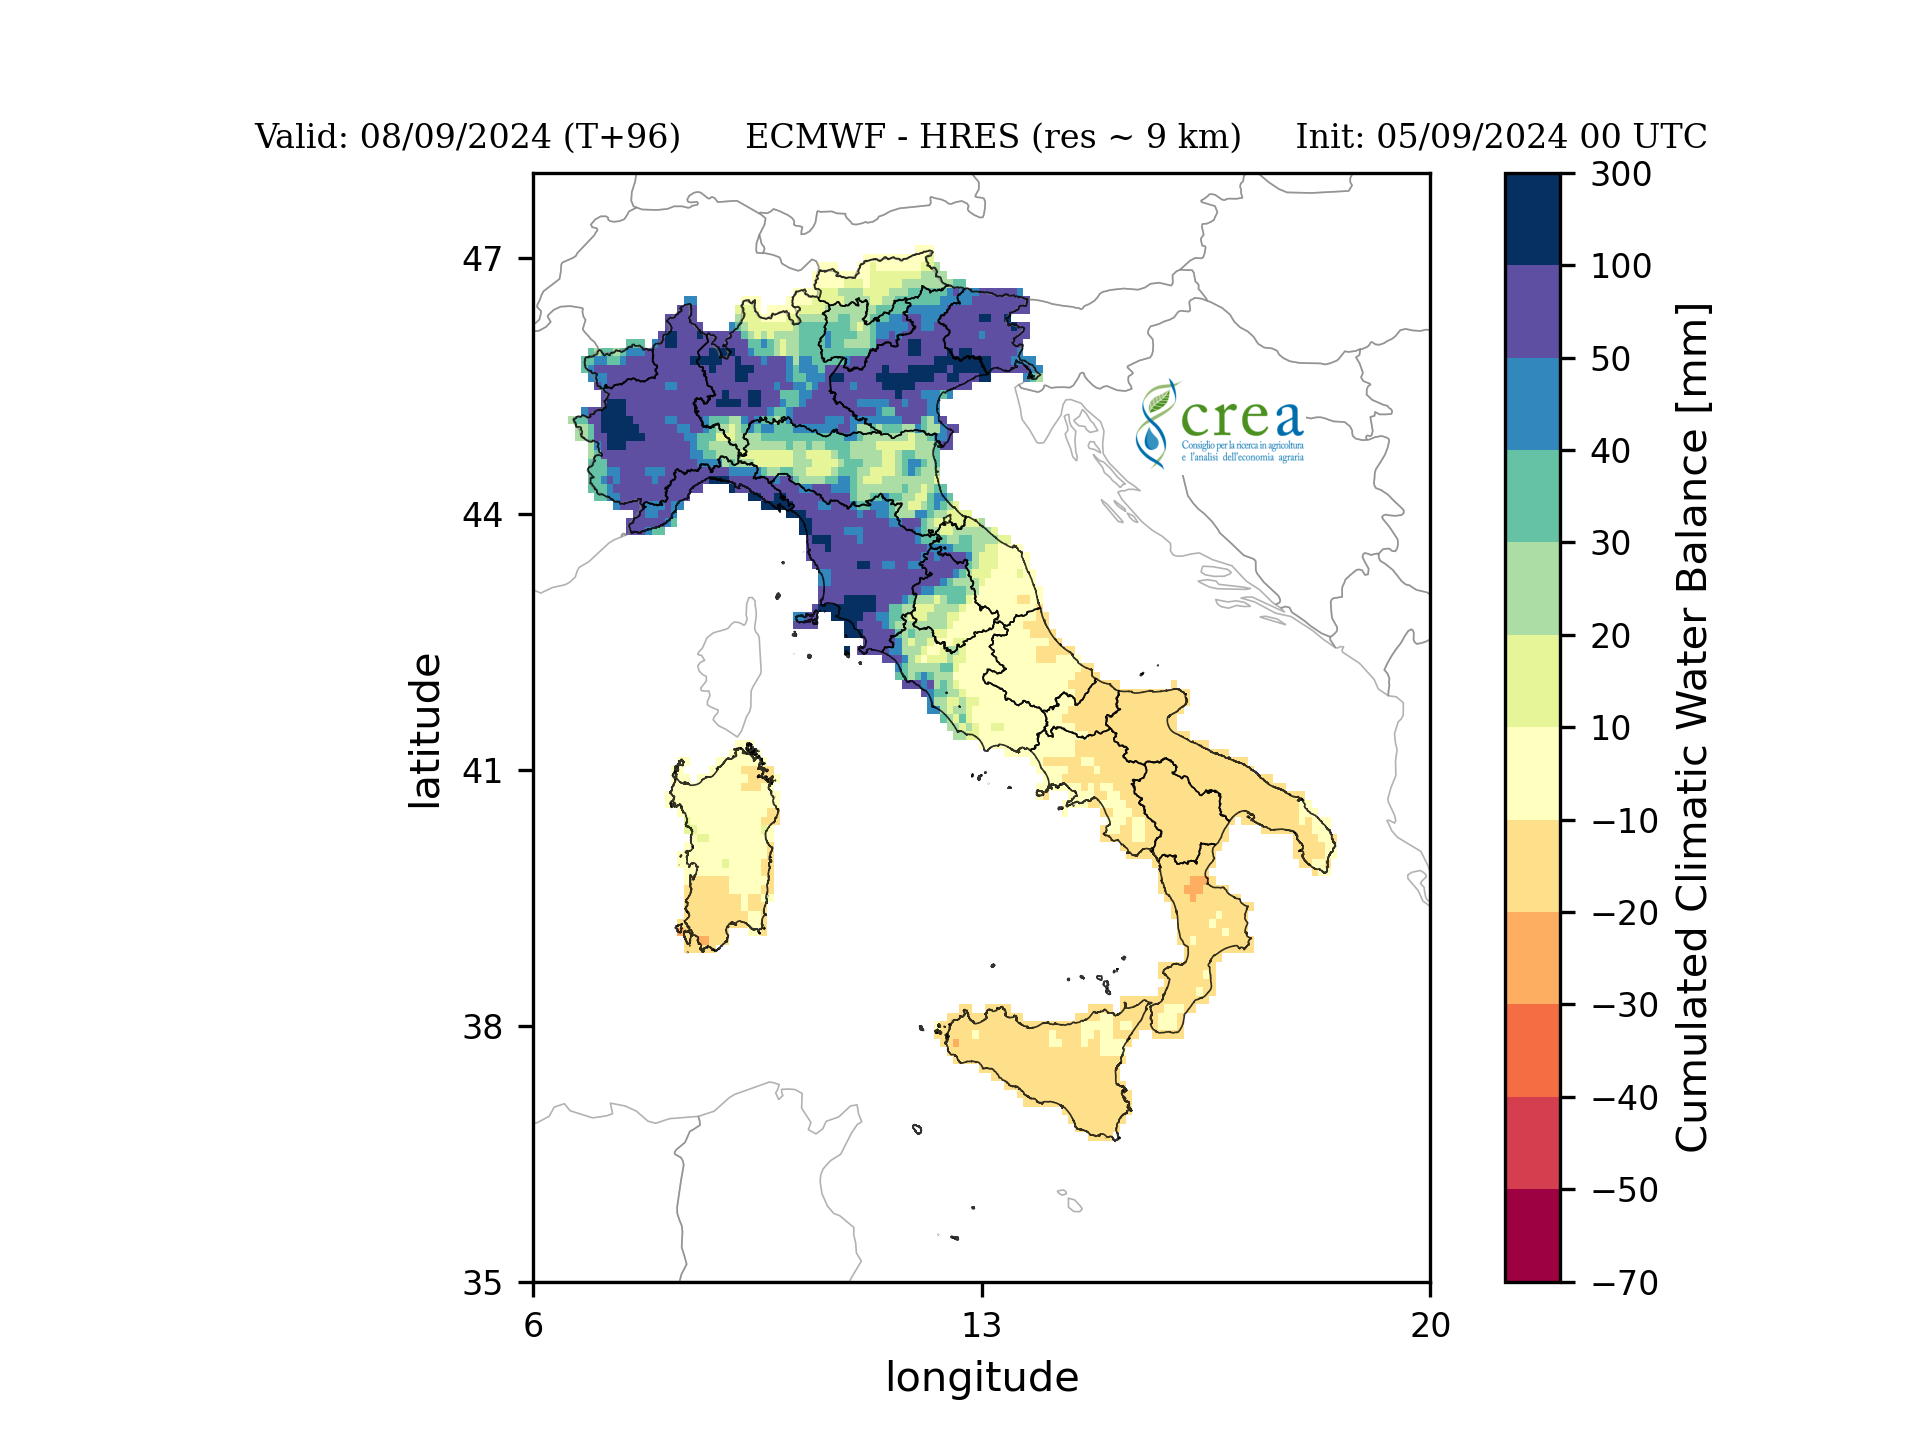 Valid: 08/09/2024 (T+96) ECMWF - HRES (res ~ 9 km) Init: 05/09/2024 00 UTC
300
100
50
40
30
20
10
−10
−20
−30
−40
−50
−70
Cumulated Climatic Water Balance [mm]
47
44
41
38
35
latitude
6 13 20
longitude
crea
Consiglio per la ricerca in agricoltura
e l'analisi dell'economia agraria